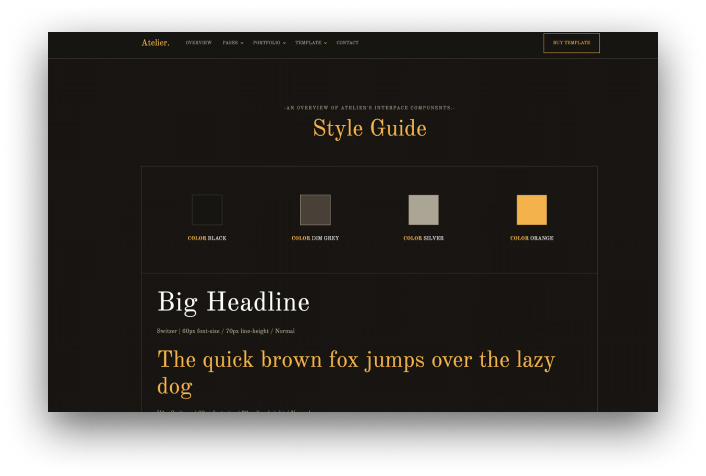 Atelier. OVERVIEW PAGES PORTFOLIO TEMPLATE CONTACT BUY TEMPLATE
-AN OVERVIEW OF ATELIER'S INTERFACE COMPONENTS.-
Style Guide
COLOR BLACK COLOR DIM GREY COLOR SILVER COLOR ORANGE
Big Headline
Switzer | 60px font-size / 70px line-height / Normal
The quick brown fox jumps over the lazy
dog